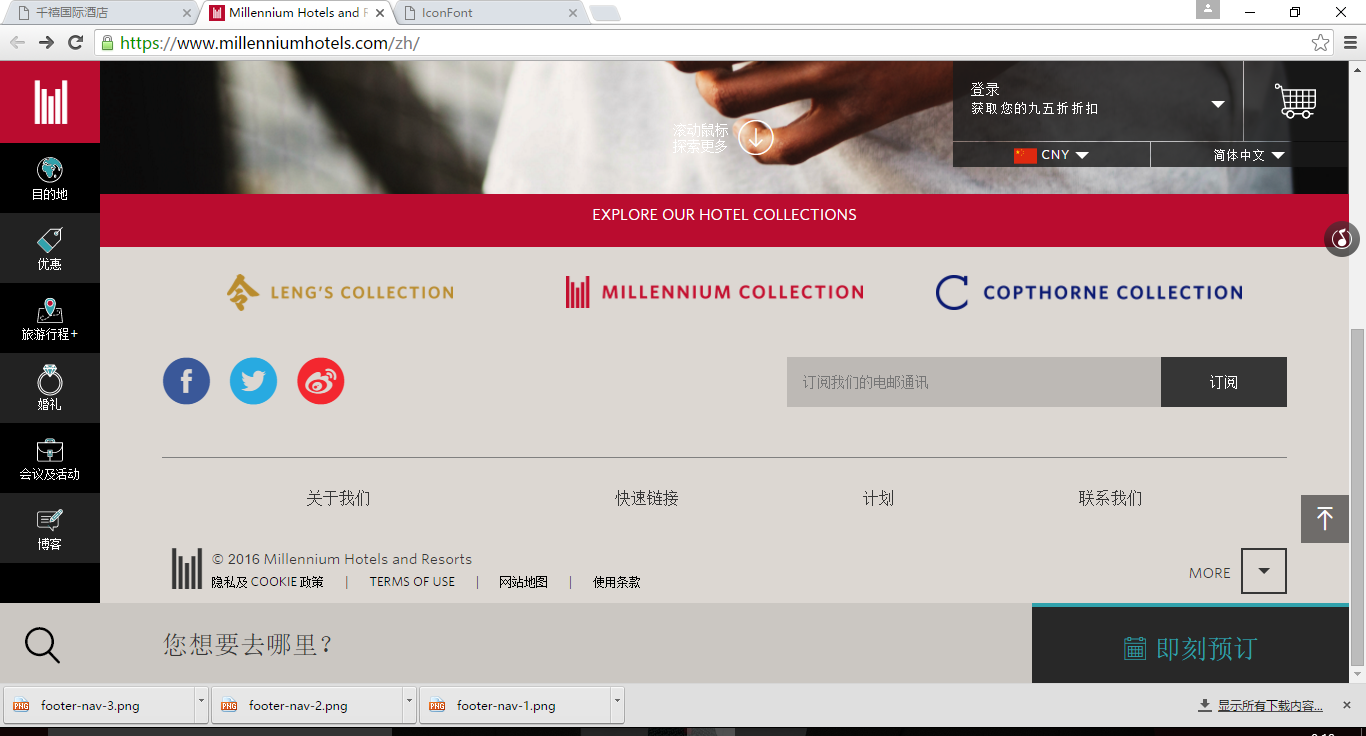 千禧国际酒店
Millennium Hotels and R
IconFont
https://www.millenniumhotels.com/zh/
登录
获取您的九五折折扣
CNY
简体中文
滚动鼠标
探索更多
目的地
优惠
旅游行程+
婚礼
会议及活动
博客
EXPLORE OUR HOTEL COLLECTIONS
LENG'S COLLECTION
MILLENNIUM COLLECTION
COPTHORNE COLLECTION
订阅我们的电邮通讯
订阅
关于我们
快速链接
计划
联系我们
© 2016 Millennium Hotels and Resorts
隐私及 COOKIE 政策 | TERMS OF USE | 网站地图 | 使用条款
MORE
您想要去哪里?
即刻预订
PNG footer-nav-3.png
PNG footer-nav-2.png
PNG footer-nav-1.png
显示所有下载内容...